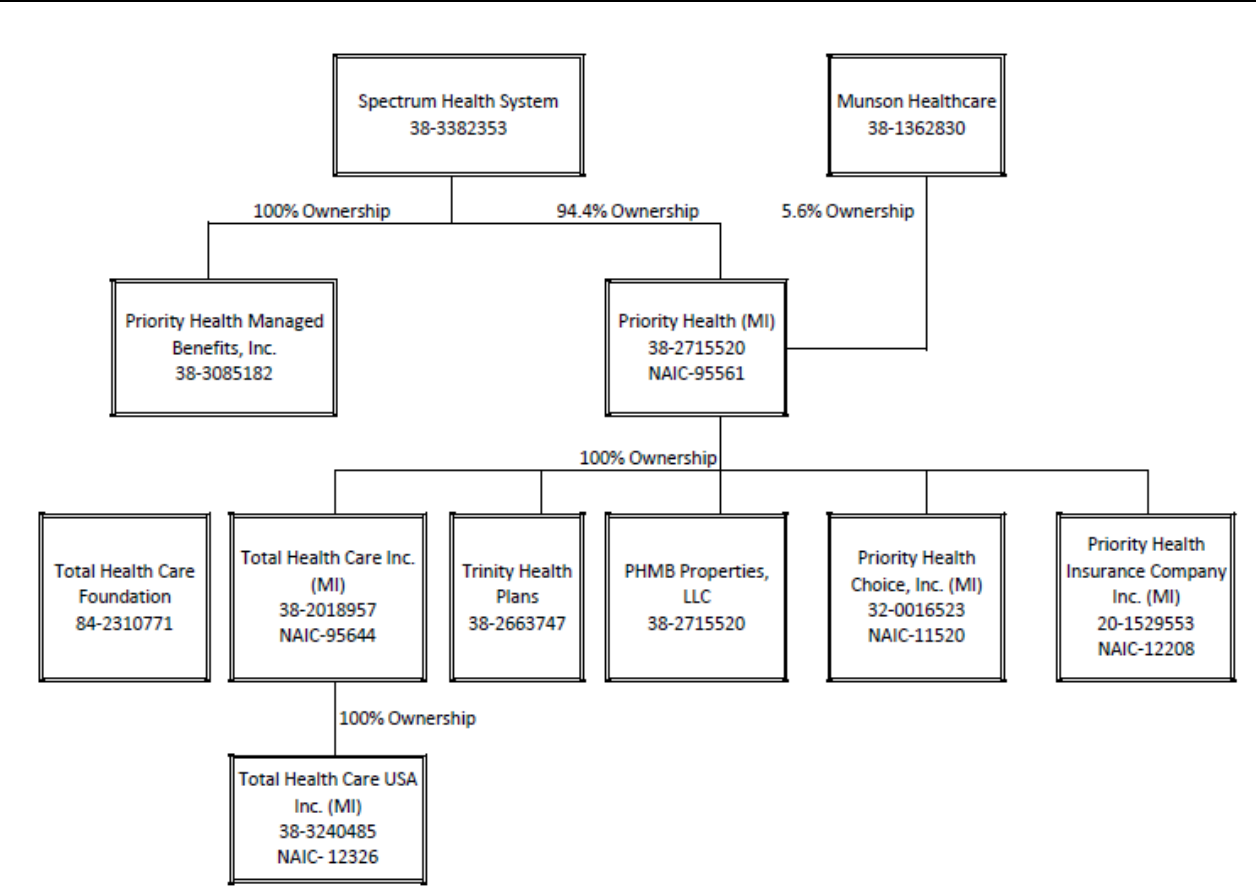 Spectrum Health System
38-3382353
Munson Healthcare
38-1362830
100% Ownership
94.4% Ownership
5.6% Ownership
Priority Health Managed
Benefits, Inc.
38-3085182
Priority Health (MI)
38-2715520
NAIC-95561
100% Ownership
Total Health Care
Foundation
84-2310771
Total Health Care Inc.
(MI)
38-2018957
NAIC-95644
Trinity Health
Plans
38-2663747
PHMB Properties,
LLC
38-2715520
Priority Health
Choice, Inc. (MI)
32-0016523
NAIC-11520
Priority Health
Insurance Company
Inc. (MI)
20-1529553
NAIC-12208
100% Ownership
Total Health Care USA
Inc. (MI)
38-3240485
NAIC- 12326